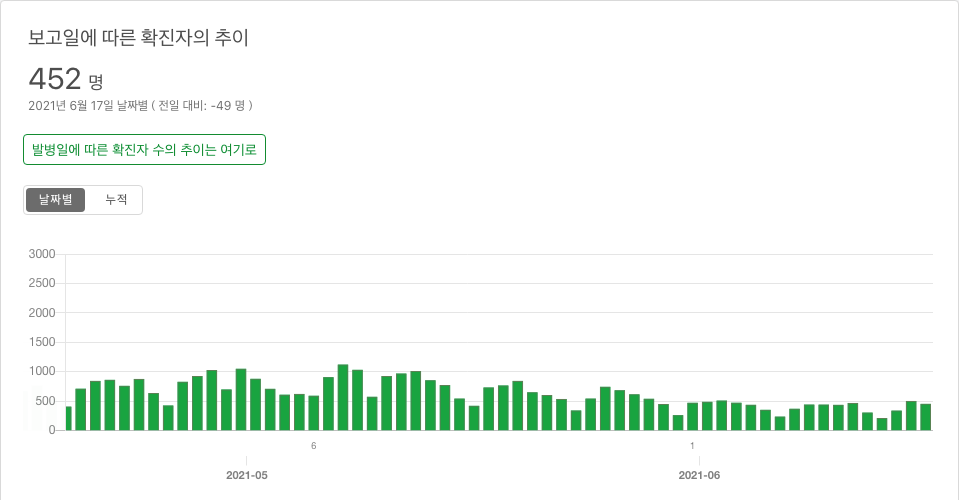 보고일에 따른 확진자의 추이
452 명
2021년 6월 17일 날짜별 ( 전일 대비: -49 명 )
발병일에 따른 확진자 수의 추이는 여기로
날짜별 누적
3000
2500
2000
1500
1000
500
0
6 1
2021-05 2021-06